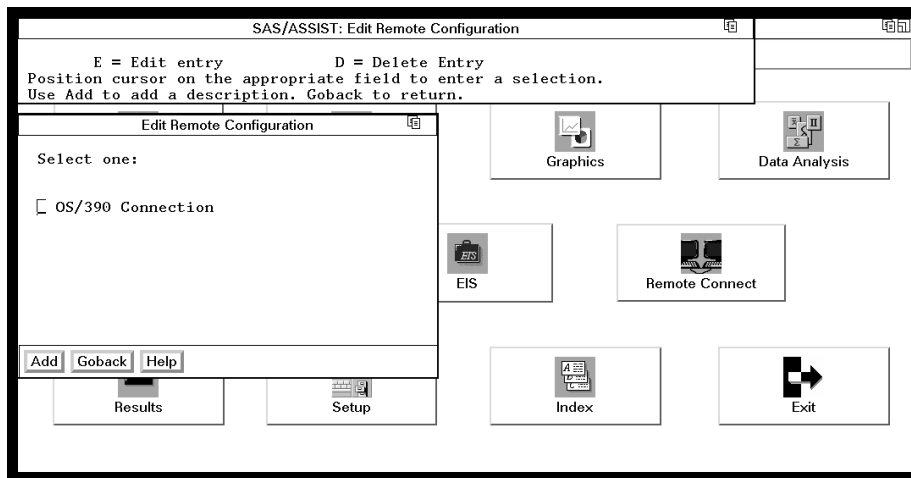 SAS/ASSIST: Edit Remote Configuration
E = Edit entry D = Delete Entry
Position cursor on the appropriate field to enter a selection.
Use Add to add a description. Goback to return.
Edit Remote Configuration
Select one:
OS/390 Connection
Add Goback Help
Graphics
Data Analysis
EIS
EIS
Remote Connect
Results
Setup
Index
Exit